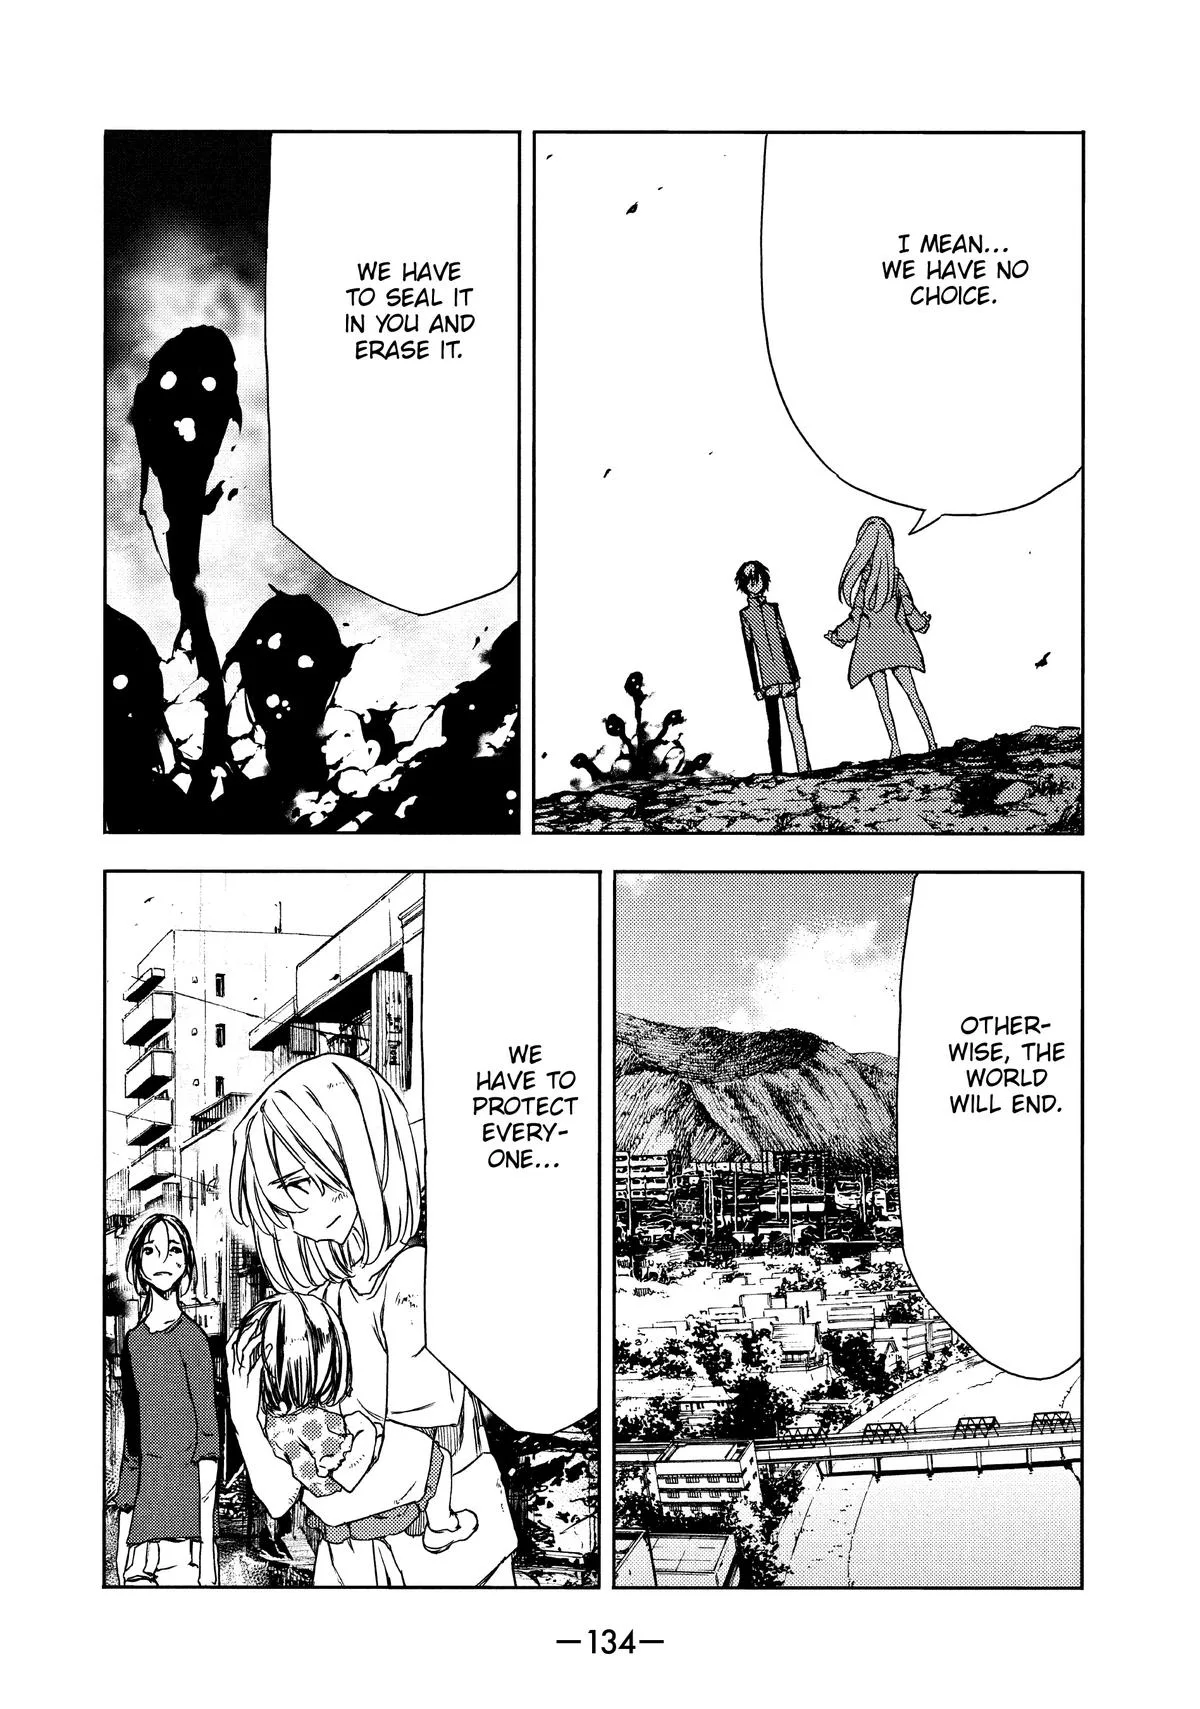 I MEAN...
WE HAVE NO
CHOICE.
WE HAVE
TO SEAL IT
IN YOU AND
ERASE IT.
OTHER-
WISE, THE
WORLD
WILL END.
WE
HAVE TO
PROTECT
EVERY-
ONE...
—134—